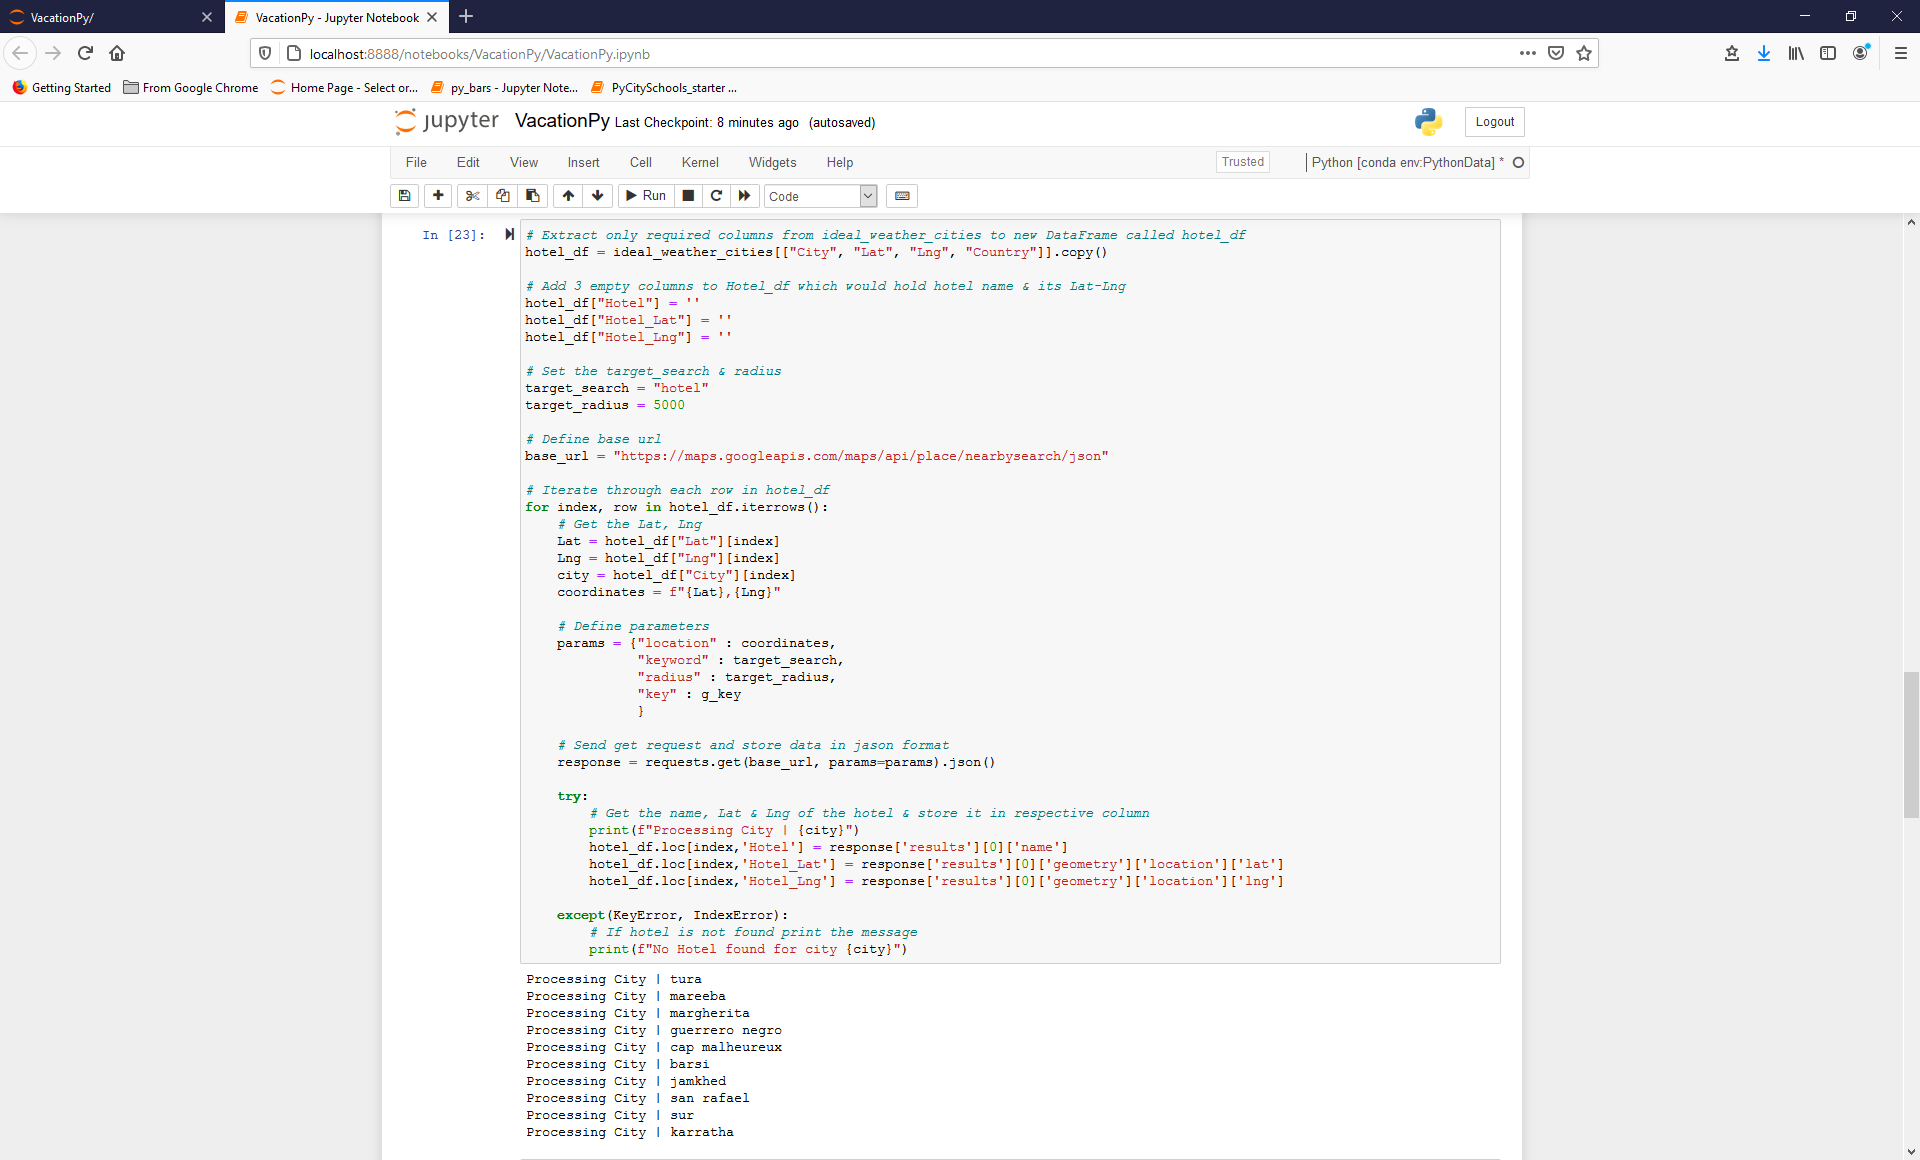 VacationPy/
VacationPy - Jupyter Notebook
localhost:8888/notebooks/VacationPy/VacationPy.ipynb
Getting Started
From Google Chrome
Home Page - Select or...
py_bars - Jupyter Note...
PyCitySchools_starter ...
jupyter VacationPy Last Checkpoint: 8 minutes ago (autosaved)
Logout
File Edit View Insert Cell Kernel Widgets Help
Trusted
Python [conda env:PythonData] *
Run
Code
In [23]:
# Extract only required columns from ideal_weather_cities to new DataFrame called hotel_df
hotel_df = ideal_weather_cities[["City", "Lat", "Lng", "Country"]].copy()
# Add 3 empty columns to Hotel_df which would hold hotel name & its Lat-Lng
hotel_df["Hotel"] = ''
hotel_df["Hotel_Lat"] = ''
hotel_df["Hotel_Lng"] = ''
# Set the target_search & radius
target_search = "hotel"
target_radius = 5000
# Define base url
base_url = "https://maps.googleapis.com/maps/api/place/nearbysearch/json"
# Iterate through each row in hotel_df
for index, row in hotel_df.iterrows():
    # Get the Lat, Lng
    Lat = hotel_df["Lat"][index]
    Lng = hotel_df["Lng"][index]
    city = hotel_df["City"][index]
    coordinates = f"{Lat},{Lng}"
    # Define parameters
    params = {"location" : coordinates,
              "keyword" : target_search,
              "radius" : target_radius,
              "key" : g_key
              }
    # Send get request and store data in jason format
    response = requests.get(base_url, params=params).json()
    try:
        # Get the name, Lat & Lng of the hotel & store it in respective column
        print(f"Processing City | {city}")
        hotel_df.loc[index,'Hotel'] = response['results'][0]['name']
        hotel_df.loc[index,'Hotel_Lat'] = response['results'][0]['geometry']['location']['lat']
        hotel_df.loc[index,'Hotel_Lng'] = response['results'][0]['geometry']['location']['lng']
    except(KeyError, IndexError):
        # If hotel is not found print the message
        print(f"No Hotel found for city {city}")
Processing City | tura
Processing City | mareeba
Processing City | margherita
Processing City | guerrero negro
Processing City | cap malheureux
Processing City | barsi
Processing City | jamkhed
Processing City | san rafael
Processing City | sur
Processing City | karratha